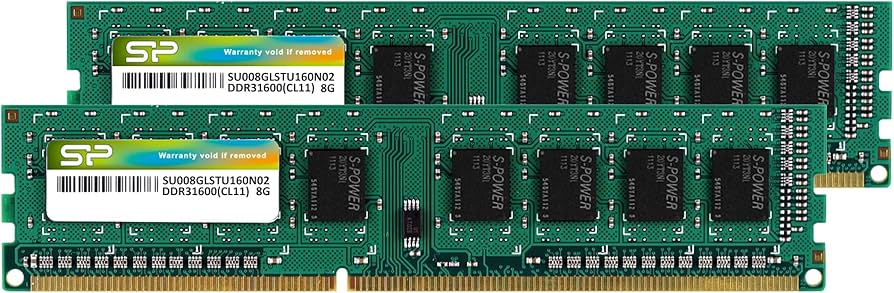 SP
Warranty void if removed
SU008GLSTU160N02
DDR31600(CL11) 8G
S-POWER
S-POWER
S-POWER
S-POWER
SP
Warranty void if removed
SU008GLSTU160N02
DDR31600(CL11) 8G
S-POWER
S-POWER
S-POWER
S-POWER
S-POWER